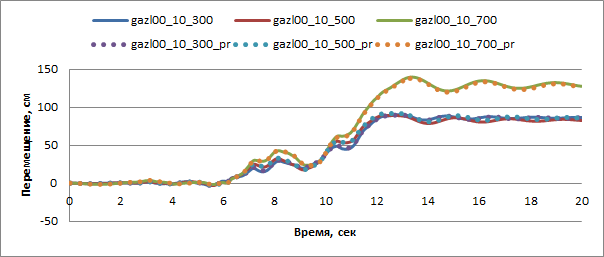 gazl00_10_300 gazl00_10_500 gazl00_10_700
gazl00_10_300_pr gazl00_10_500_pr gazl00_10_700_pr
150
100
50
0
-50
Перемещение, см
0 2 4 6 8 10 12 14 16 18 20
Время, сек